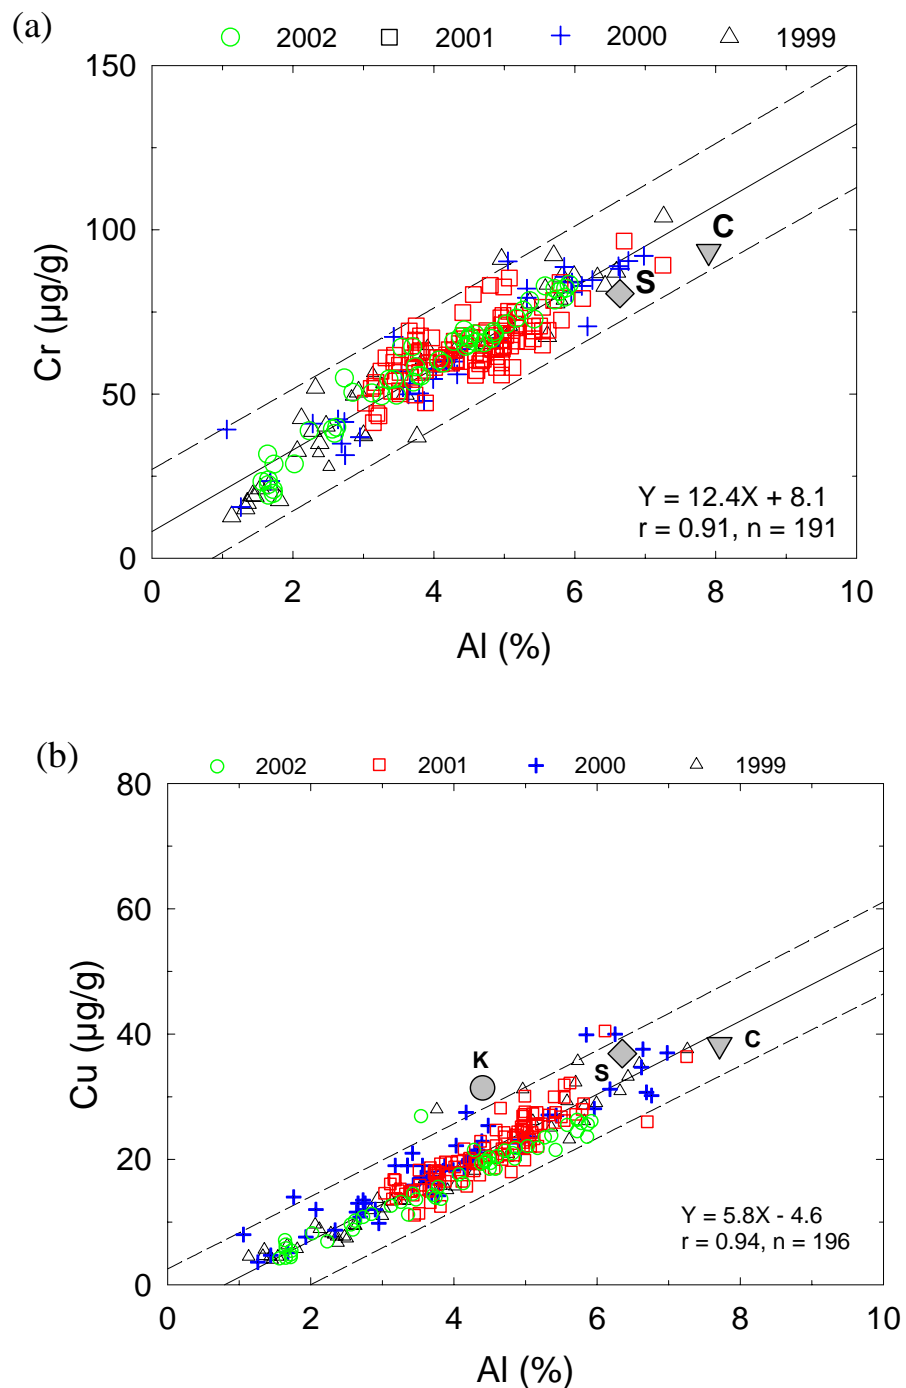 (a)
2002 2001 2000 1999
150
100
50
0
Cr (μg/g)
C
S
Y = 12.4X + 8.1
r = 0.91, n = 191
0 2 4 6 8 10
Al (%)
(b)
2002 2001 2000 1999
80
60
40
20
0
Cu (μg/g)
K
S
C
Y = 5.8X - 4.6
r = 0.94, n = 196
0 2 4 6 8 10
Al (%)